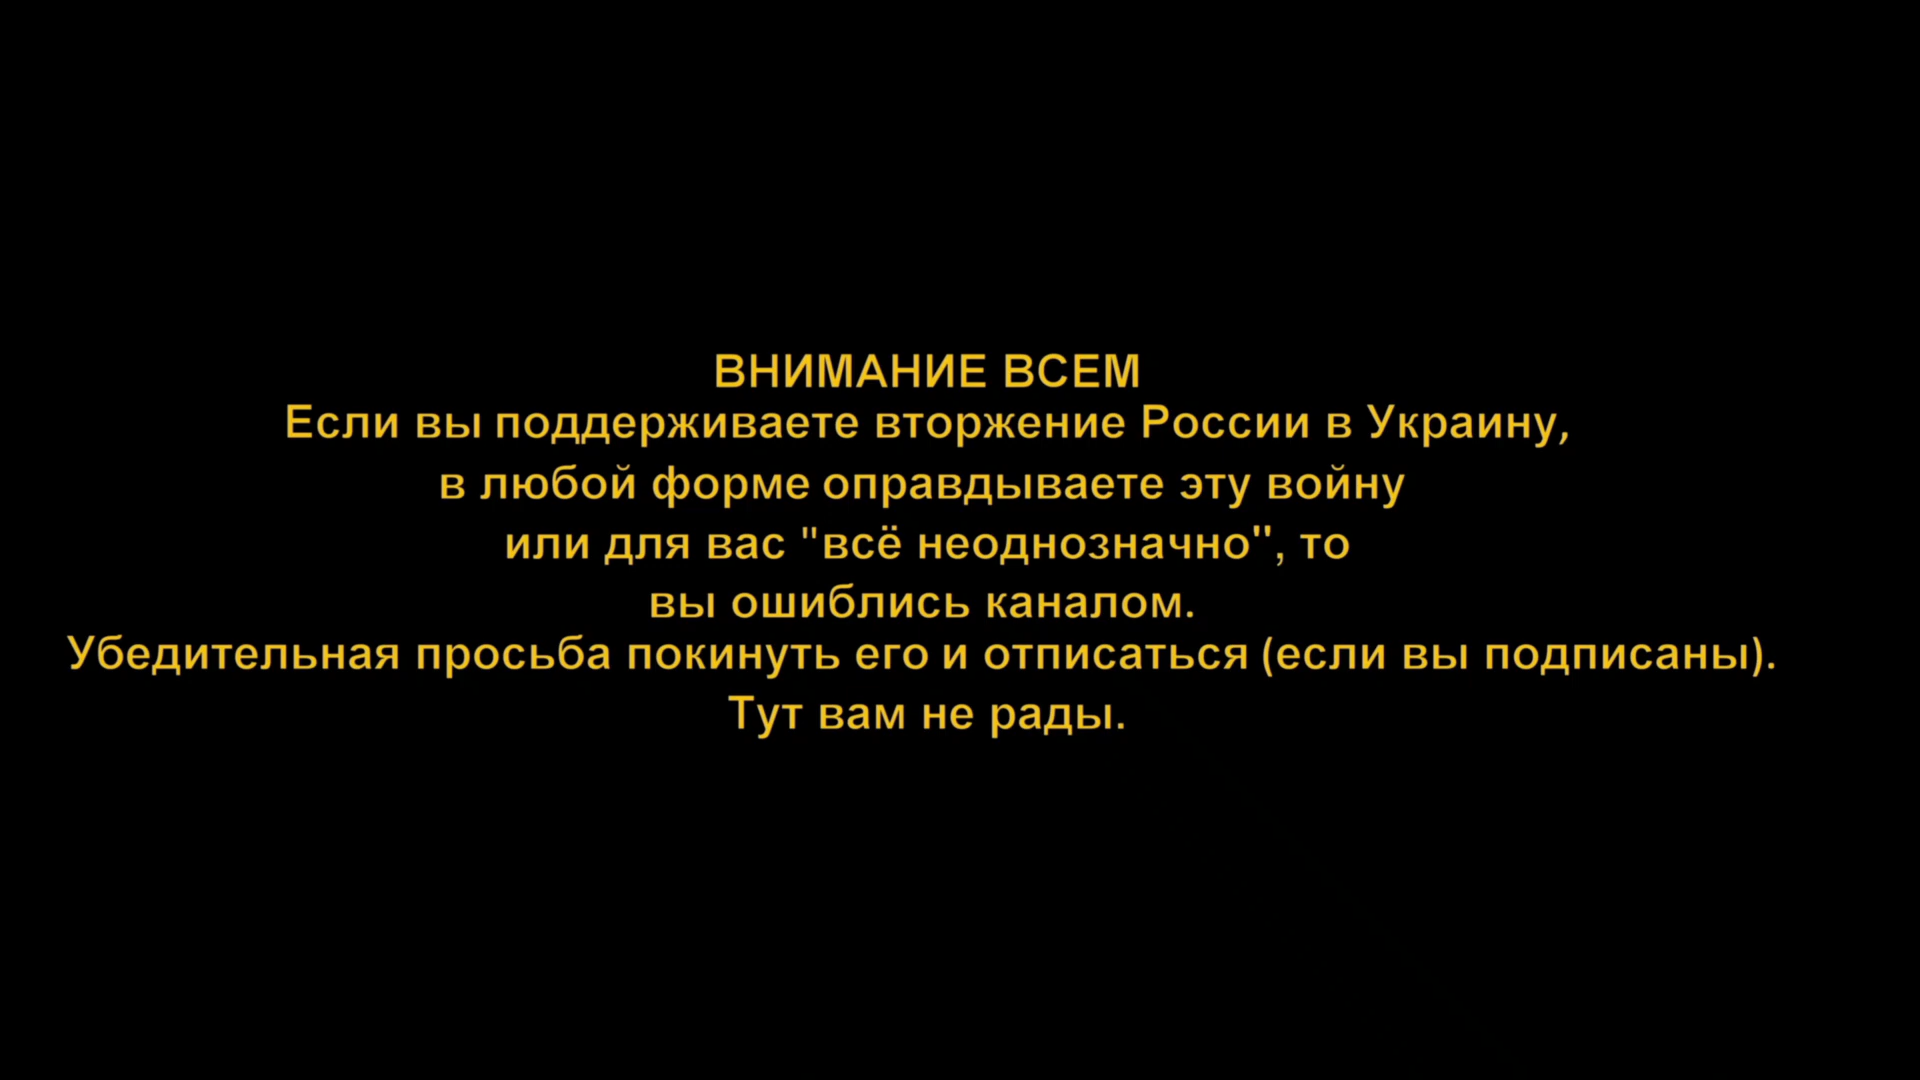 ВНИМАНИЕ ВСЕМ
Если вы поддерживаете вторжение России в Украину,
в любой форме оправдываете эту войну
или для вас "всё неоднозначно", то
вы ошиблись каналом.
Убедительная просьба покинуть его и отписаться (если вы подписаны).
Тут вам не рады.